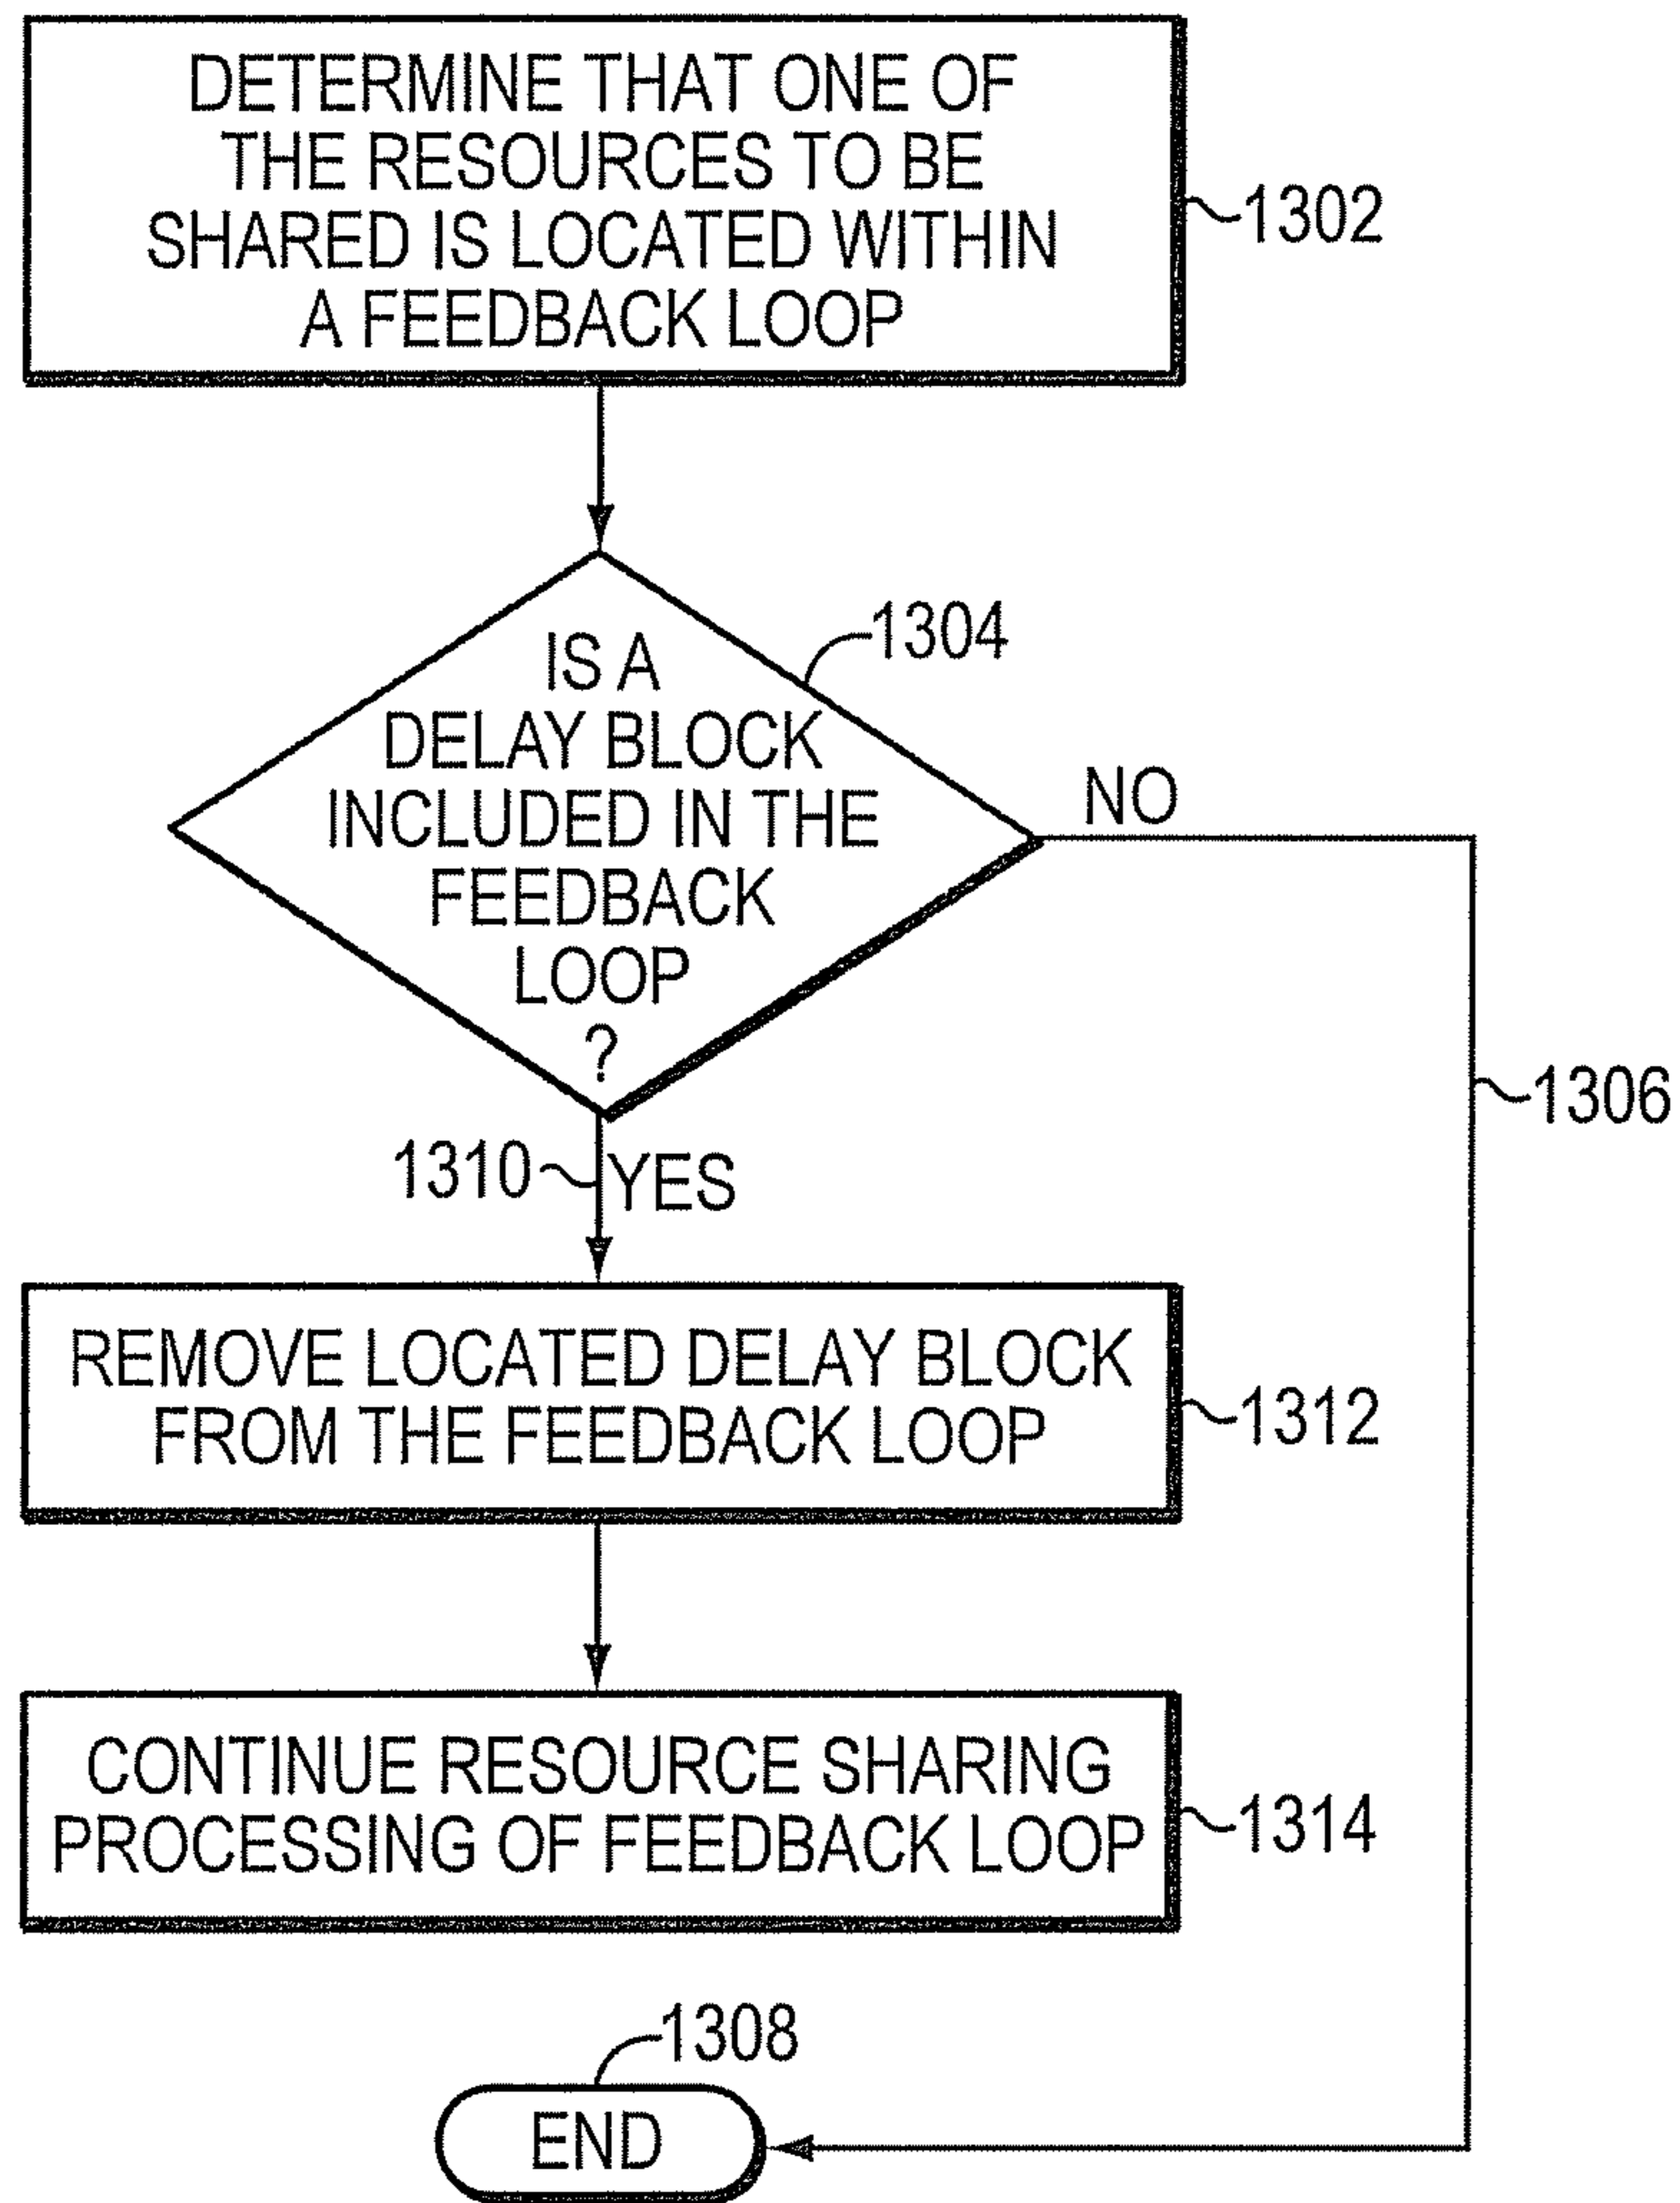 DETERMINE THAT ONE OF
THE RESOURCES TO BE
SHARED IS LOCATED WITHIN
A FEEDBACK LOOP
1302
1304
IS A
DELAY BLOCK
INCLUDED IN THE
FEEDBACK
LOOP
?
NO
1306
1310
YES
REMOVE LOCATED DELAY BLOCK
FROM THE FEEDBACK LOOP
1312
CONTINUE RESOURCE SHARING
PROCESSING OF FEEDBACK LOOP
1314
1308
END